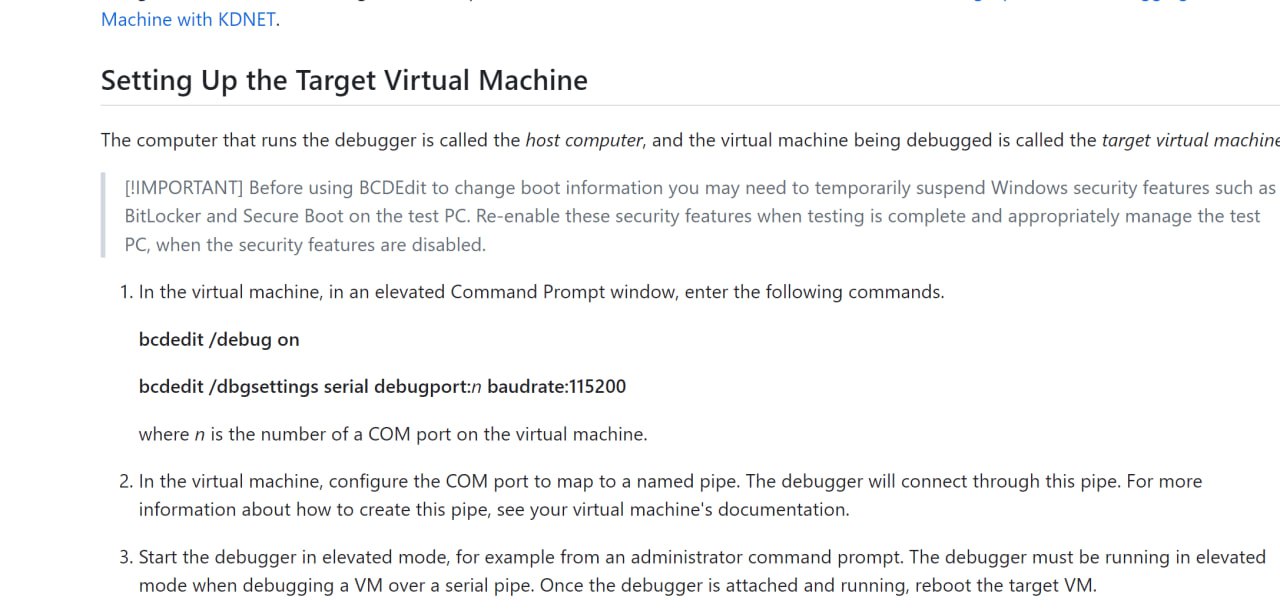 Machine with KDNET.
Setting Up the Target Virtual Machine
The computer that runs the debugger is called the host computer, and the virtual machine being debugged is called the target virtual machine
[!IMPORTANT] Before using BCDEdit to change boot information you may need to temporarily suspend Windows security features such as
BitLocker and Secure Boot on the test PC. Re-enable these security features when testing is complete and appropriately manage the test
PC, when the security features are disabled.
1. In the virtual machine, in an elevated Command Prompt window, enter the following commands.
bcdedit /debug on
bcdedit /dbgsettings serial debugport:n baudrate:115200
where n is the number of a COM port on the virtual machine.
2. In the virtual machine, configure the COM port to map to a named pipe. The debugger will connect through this pipe. For more
information about how to create this pipe, see your virtual machine's documentation.
3. Start the debugger in elevated mode, for example from an administrator command prompt. The debugger must be running in elevated
mode when debugging a VM over a serial pipe. Once the debugger is attached and running, reboot the target VM.